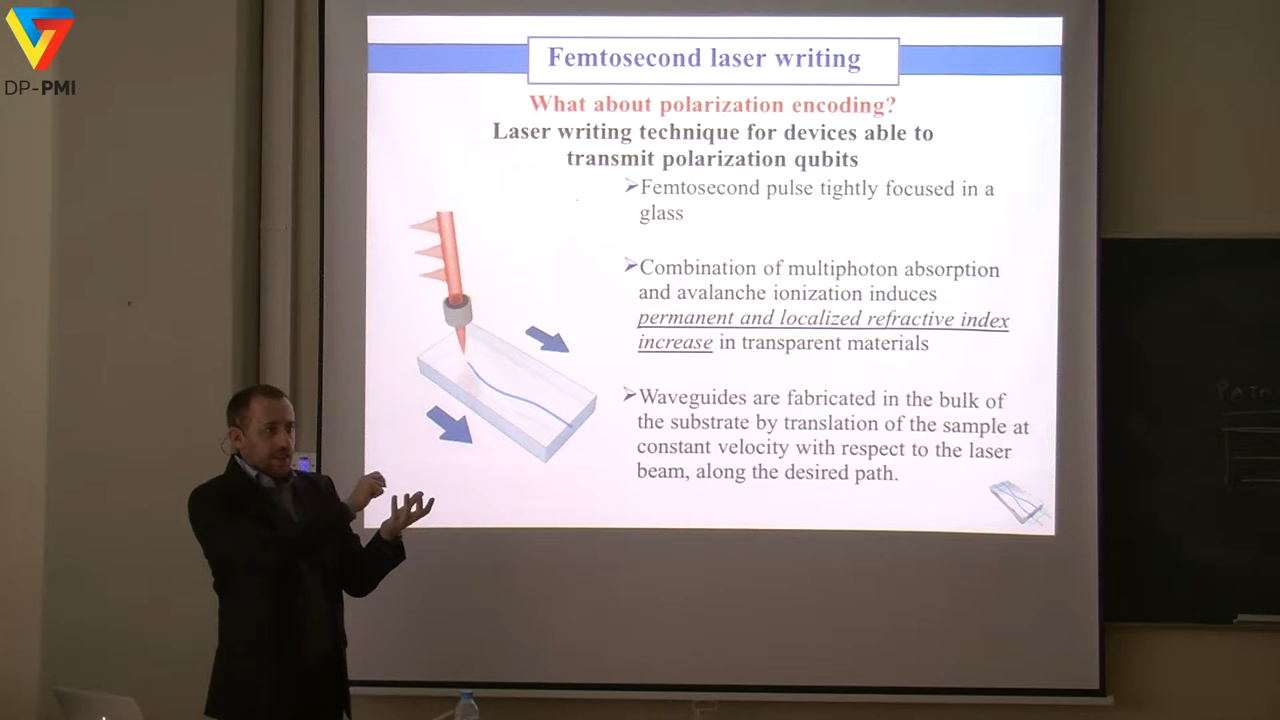 DP-PMI
Femtosecond laser writing
What about polarization encoding?
Laser writing technique for devices able to
transmit polarization qubits
➢Femtosecond pulse tightly focused in a
glass
➢Combination of multiphoton absorption
and avalanche ionization induces
permanent and localized refractive index
increase in transparent materials
➢Waveguides are fabricated in the bulk of
the substrate by translation of the sample at
constant velocity with respect to the laser
beam, along the desired path.